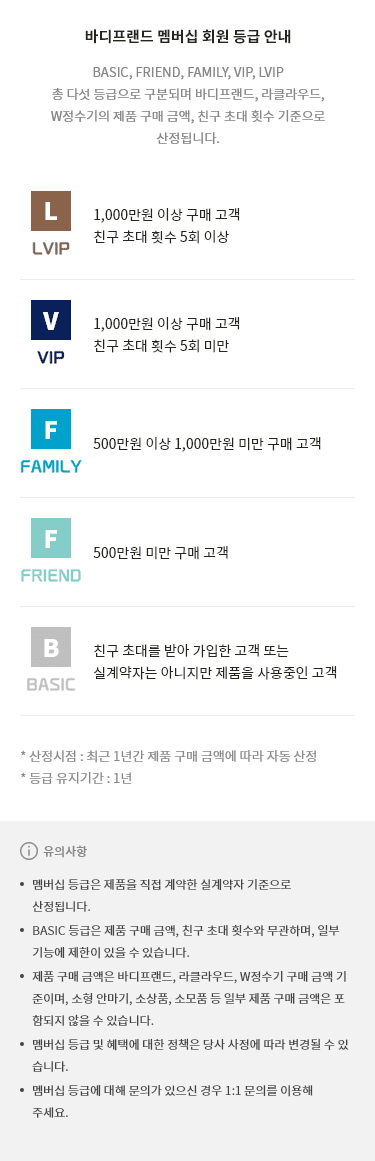 바디프랜드 멤버십 회원 등급 안내
BASIC, FRIEND, FAMILY, VIP, LVIP
총 다섯 등급으로 구분되며 바디프랜드, 라클라우드,
W정수기의 제품 구매 금액, 친구 초대 횟수 기준으로
산정됩니다.
L
LVIP
1,000만원 이상 구매 고객
친구 초대 횟수 5회 이상
V
VIP
1,000만원 이상 구매 고객
친구 초대 횟수 5회 미만
F
FAMILY
500만원 이상 1,000만원 미만 구매 고객
F
FRIEND
500만원 미만 구매 고객
B
BASIC
친구 초대를 받아 가입한 고객 또는
실계약자는 아니지만 제품을 사용중인 고객
* 산정시점 : 최근 1년간 제품 구매 금액에 따라 자동 산정
* 등급 유지기간 : 1년
유의사항
• 멤버십 등급은 제품을 직접 계약한 실계약자 기준으로
산정됩니다.
• BASIC 등급은 제품 구매 금액, 친구 초대 횟수와 무관하며, 일부
기능에 제한이 있을 수 있습니다.
• 제품 구매 금액은 바디프랜드, 라클라우드, W정수기 구매 금액 기
준이며, 소형 안마기, 소상품, 소모품 등 일부 제품 구매 금액은 포
함되지 않을 수 있습니다.
• 멤버십 등급 및 혜택에 대한 정책은 당사 사정에 따라 변경될 수 있
습니다.
• 멤버십 등급에 대해 문의가 있으신 경우 1:1 문의를 이용해
주세요.